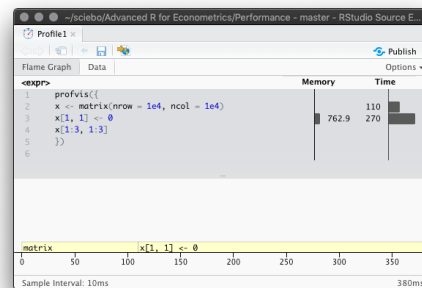 ~/sciebo/Advanced R for Econometrics/Performance - master - RStudio Source E...
Profile1
Publish
Flame Graph Data Options
<expr> Memory Time
1 profvis({
2 x <- matrix(nrow = 1e4, ncol = 1e4) 110
3 x[1, 1] <- 0 762.9 270
4 x[1:3, 1:3]
5 })
6
matrix x[1, 1] <- 0
0 50 100 150 200 250 300 350
Sample Interval: 10ms 380ms